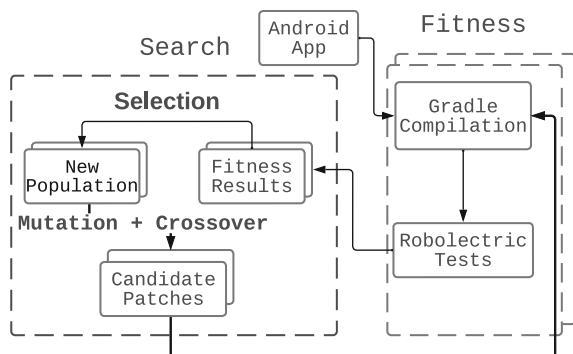 Search
Android
App
Fitness
Selection
New
Population
Fitness
Results
Mutation + Crossover
Candidate
Patches
Gradle
Compilation
Robolectric
Tests